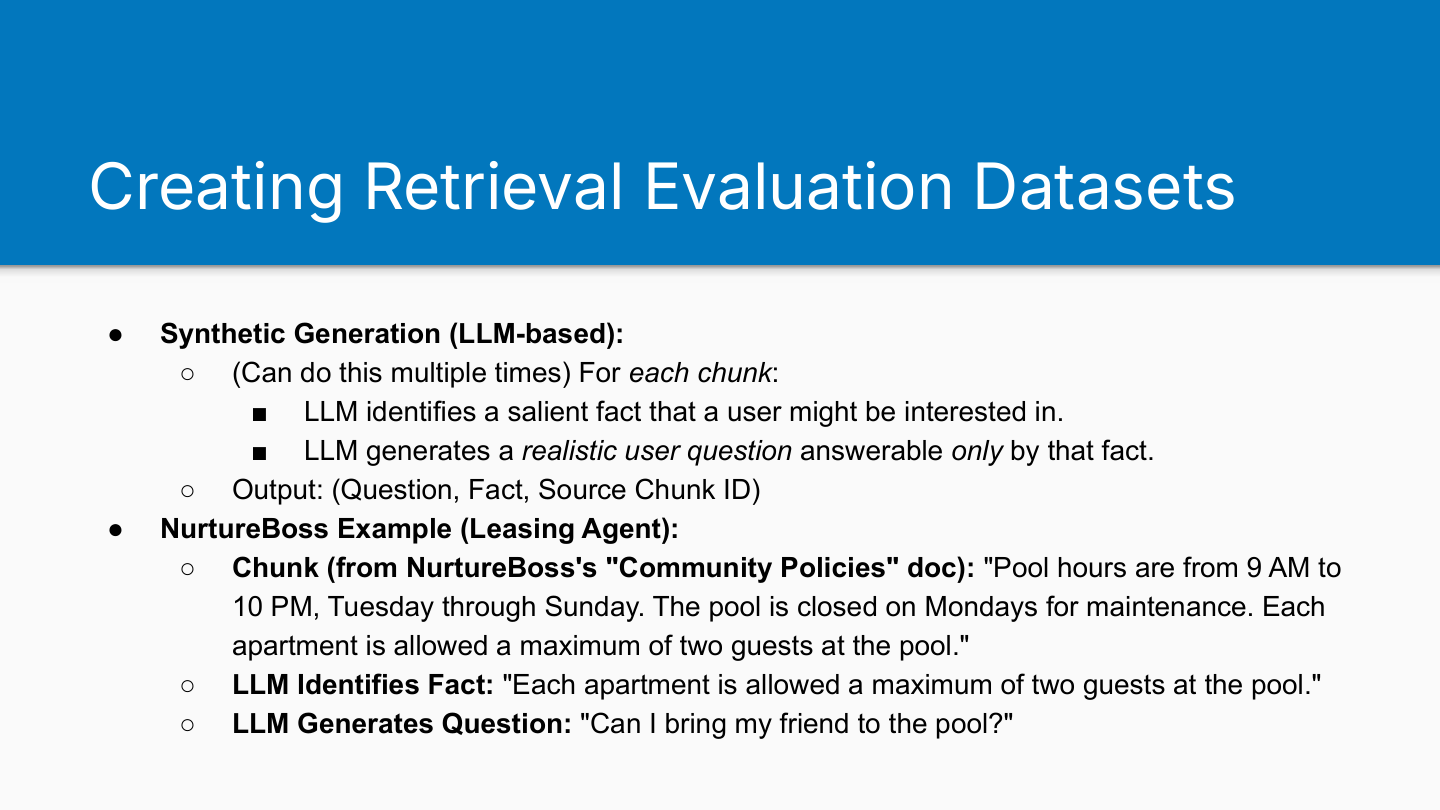 Creating Retrieval Evaluation Datasets
● Synthetic Generation (LLM-based):
○ (Can do this multiple times) For each chunk:
■ LLM identifies a salient fact that a user might be interested in.
■ LLM generates a realistic user question answerable only by that fact.
○ Output: (Question, Fact, Source Chunk ID)
● NurtureBoss Example (Leasing Agent):
○ Chunk (from NurtureBoss's "Community Policies" doc): "Pool hours are from 9 AM to
10 PM, Tuesday through Sunday. The pool is closed on Mondays for maintenance. Each
apartment is allowed a maximum of two guests at the pool."
○ LLM Identifies Fact: "Each apartment is allowed a maximum of two guests at the pool."
○ LLM Generates Question: "Can I bring my friend to the pool?"